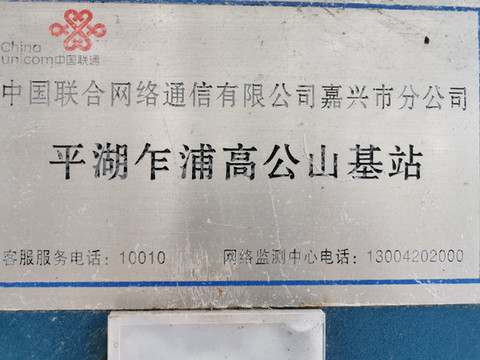 China
unicom中国联通
中国联合网络通信有限公司嘉兴市分公司
平湖乍浦高公山基站
客服服务电话：10010 网络监测中心电话：13004202000